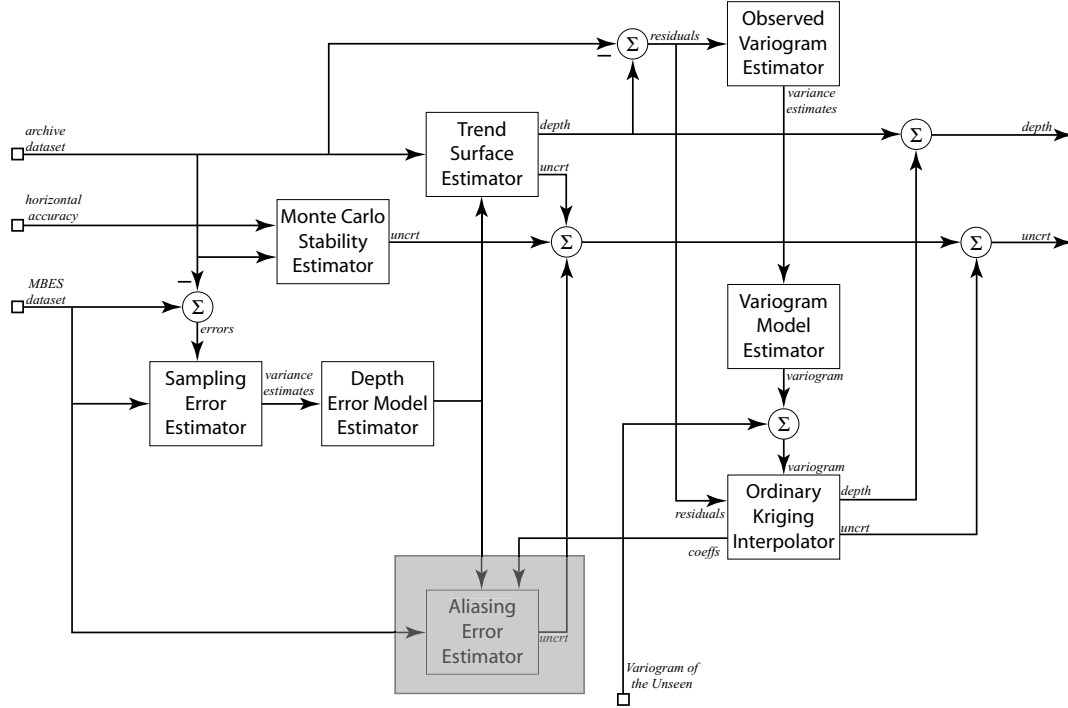 Observed
Variogram
Estimator
Σ
residuals
–
variance
estimates
archive
dataset
Trend
Surface
Estimator
depth
uncrt
Σ
depth
horizontal
accuracy
Monte Carlo
Stability
Estimator
uncrt
Σ
Σ
uncrt
–
MBES
dataset
Σ
errors
Variogram
Model
Estimator
variogram
Sampling
Error
Estimator
variance
estimates
Depth
Error Model
Estimator
Σ
variogram
Ordinary
Kriging
Interpolator
depth
uncrt
residuals
coeffs
Aliasing
Error
Estimator
uncrt
Variogram of
the Unseen